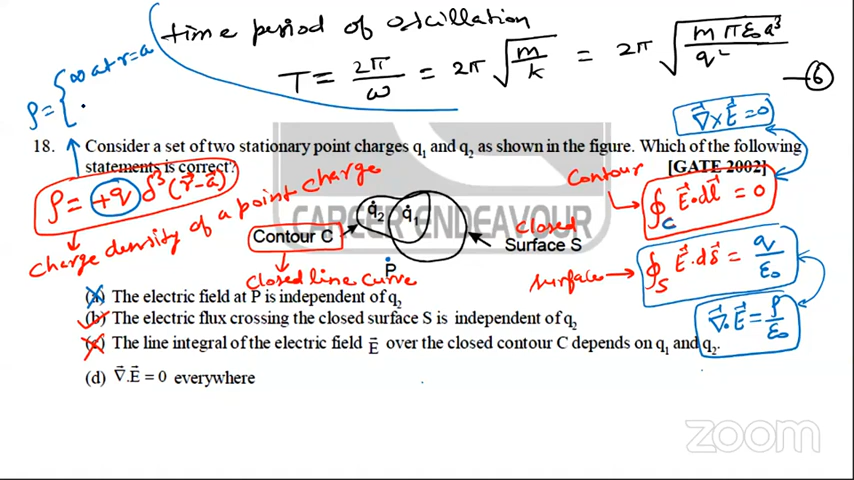 time period of oscillation
T = 2π/ω = 2π √(m/k) = 2π √(mπε₀a³/q²) —⑥
ρ = { ∞ at r=a
∇⃗×E⃗ = 0
18. Consider a set of two stationary point charges q₁ and q₂ as shown in the figure. Which of the following
statements is correct? [GATE 2002]
ρ = +q δ³(r⃗−a⃗)
charge density of a point charge
Contour
∮_C E⃗·dl⃗ = 0
q₂ q₁
CAREER ENDEAVOUR
Contour C
closed
Surface S
closed line curve
P
surface
∮_S E⃗·ds⃗ = q/ε₀
∇⃗·E⃗ = ρ/ε₀
(a) The electric field at P is independent of q₂
(b) The electric flux crossing the closed surface S is independent of q₂
(c) The line integral of the electric field E⃗ over the closed contour C depends on q₁ and q₂.
(d) ∇⃗.E⃗ = 0 everywhere
zoom